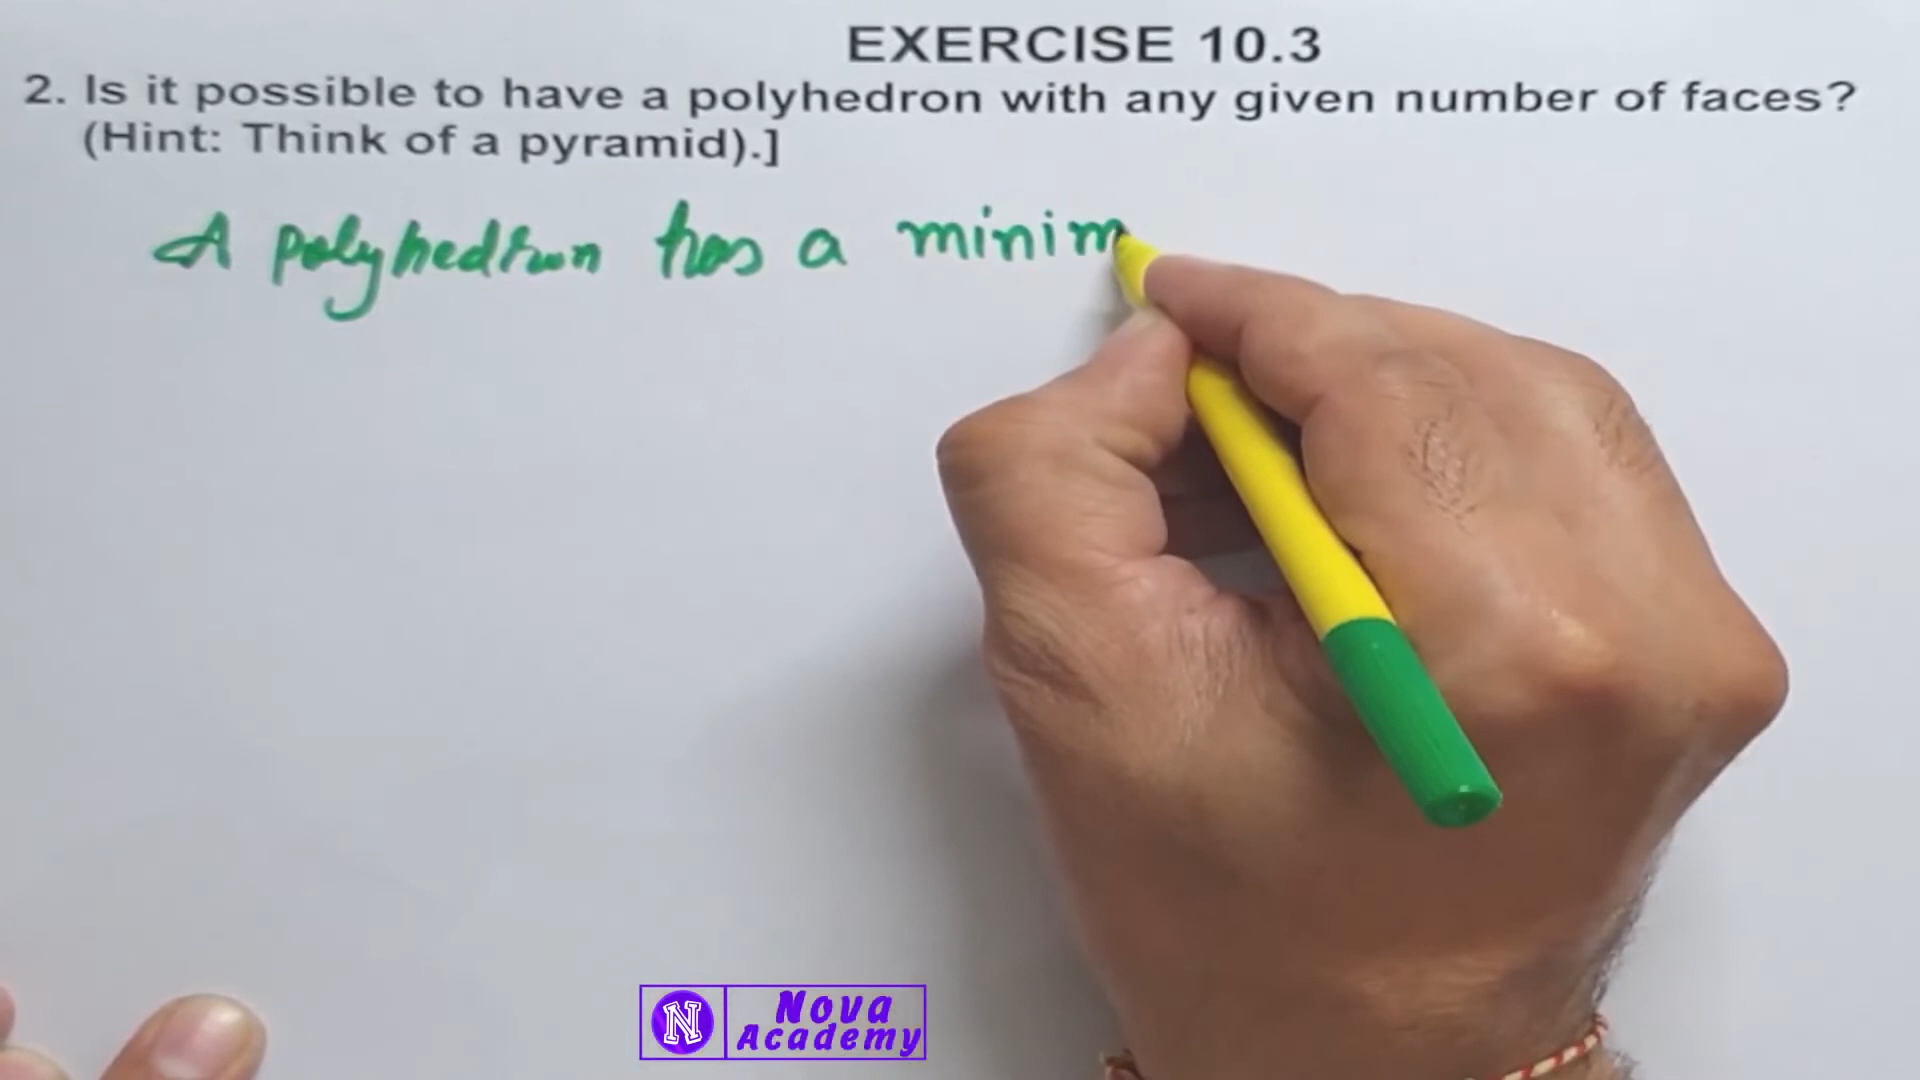 EXERCISE 10.3
2. Is it possible to have a polyhedron with any given number of faces?
(Hint: Think of a pyramid).]
A polyhedron has a minim
N Nova
Academy